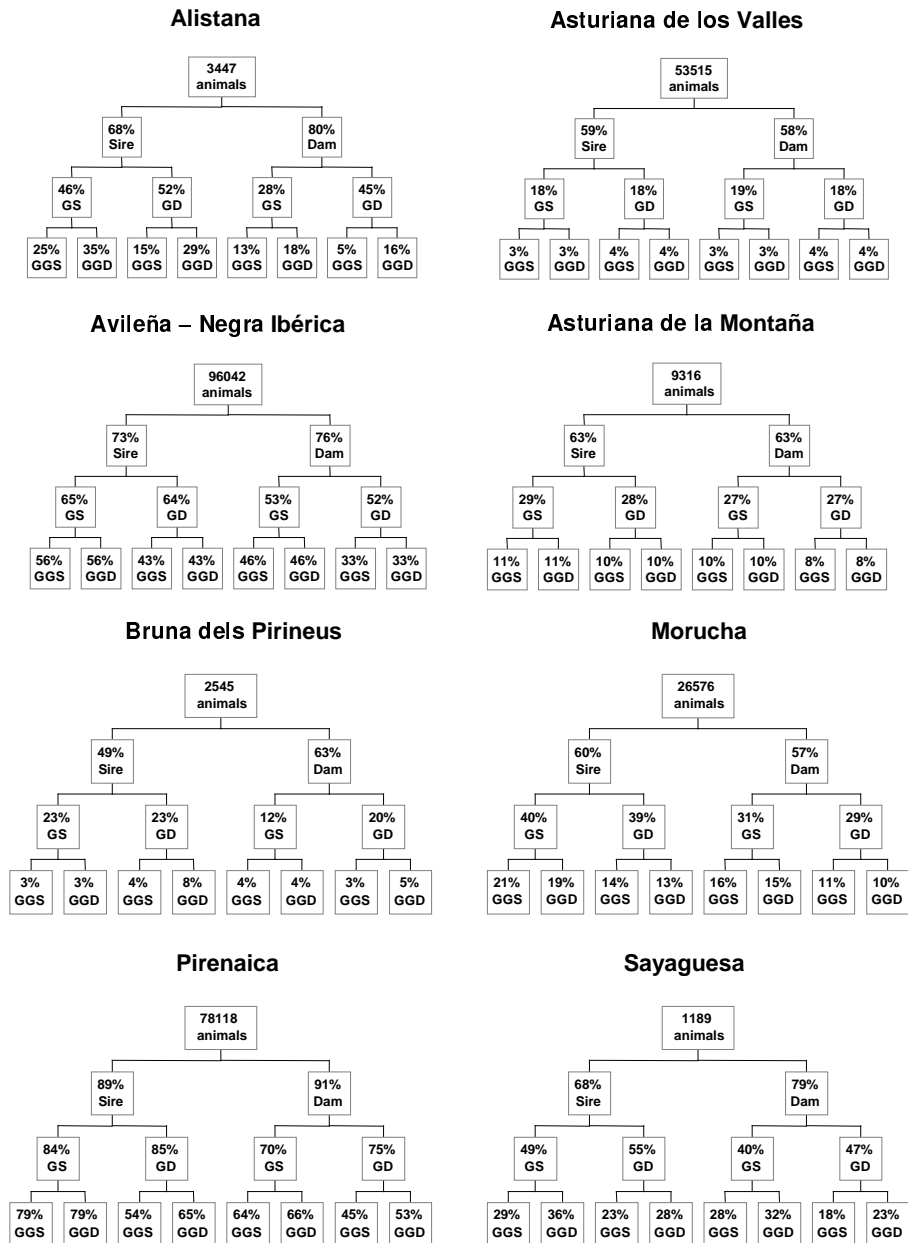 Alistana
3447
animals
68%
Sire
80%
Dam
46%
GS
52%
GD
28%
GS
45%
GD
25%
GGS
35%
GGD
15%
GGS
29%
GGD
13%
GGS
18%
GGD
5%
GGS
16%
GGD
Asturiana de los Valles
53515
animals
59%
Sire
58%
Dam
18%
GS
18%
GD
19%
GS
18%
GD
3%
GGS
3%
GGD
4%
GGS
4%
GGD
3%
GGS
3%
GGD
4%
GGS
4%
GGD
Avileña – Negra Ibérica
96042
animals
73%
Sire
76%
Dam
65%
GS
64%
GD
53%
GS
52%
GD
56%
GGS
56%
GGD
43%
GGS
43%
GGD
46%
GGS
46%
GGD
33%
GGS
33%
GGD
Asturiana de la Montaña
9316
animals
63%
Sire
63%
Dam
29%
GS
28%
GD
27%
GS
27%
GD
11%
GGS
11%
GGD
10%
GGS
10%
GGD
10%
GGS
10%
GGD
8%
GGS
8%
GGD
Bruna dels Pirineus
2545
animals
49%
Sire
63%
Dam
23%
GS
23%
GD
12%
GS
20%
GD
3%
GGS
3%
GGD
4%
GGS
8%
GGD
4%
GGS
4%
GGD
3%
GGS
5%
GGD
Morucha
26576
animals
60%
Sire
57%
Dam
40%
GS
39%
GD
31%
GS
29%
GD
21%
GGS
19%
GGD
14%
GGS
13%
GGD
16%
GGS
15%
GGD
11%
GGS
10%
GGD
Pirenaica
78118
animals
89%
Sire
91%
Dam
84%
GS
85%
GD
70%
GS
75%
GD
79%
GGS
79%
GGD
54%
GGS
65%
GGD
64%
GGS
66%
GGD
45%
GGS
53%
GGD
Sayaguesa
1189
animals
68%
Sire
79%
Dam
49%
GS
55%
GD
40%
GS
47%
GD
29%
GGS
36%
GGD
23%
GGS
28%
GGD
28%
GGS
32%
GGD
18%
GGS
23%
GGD